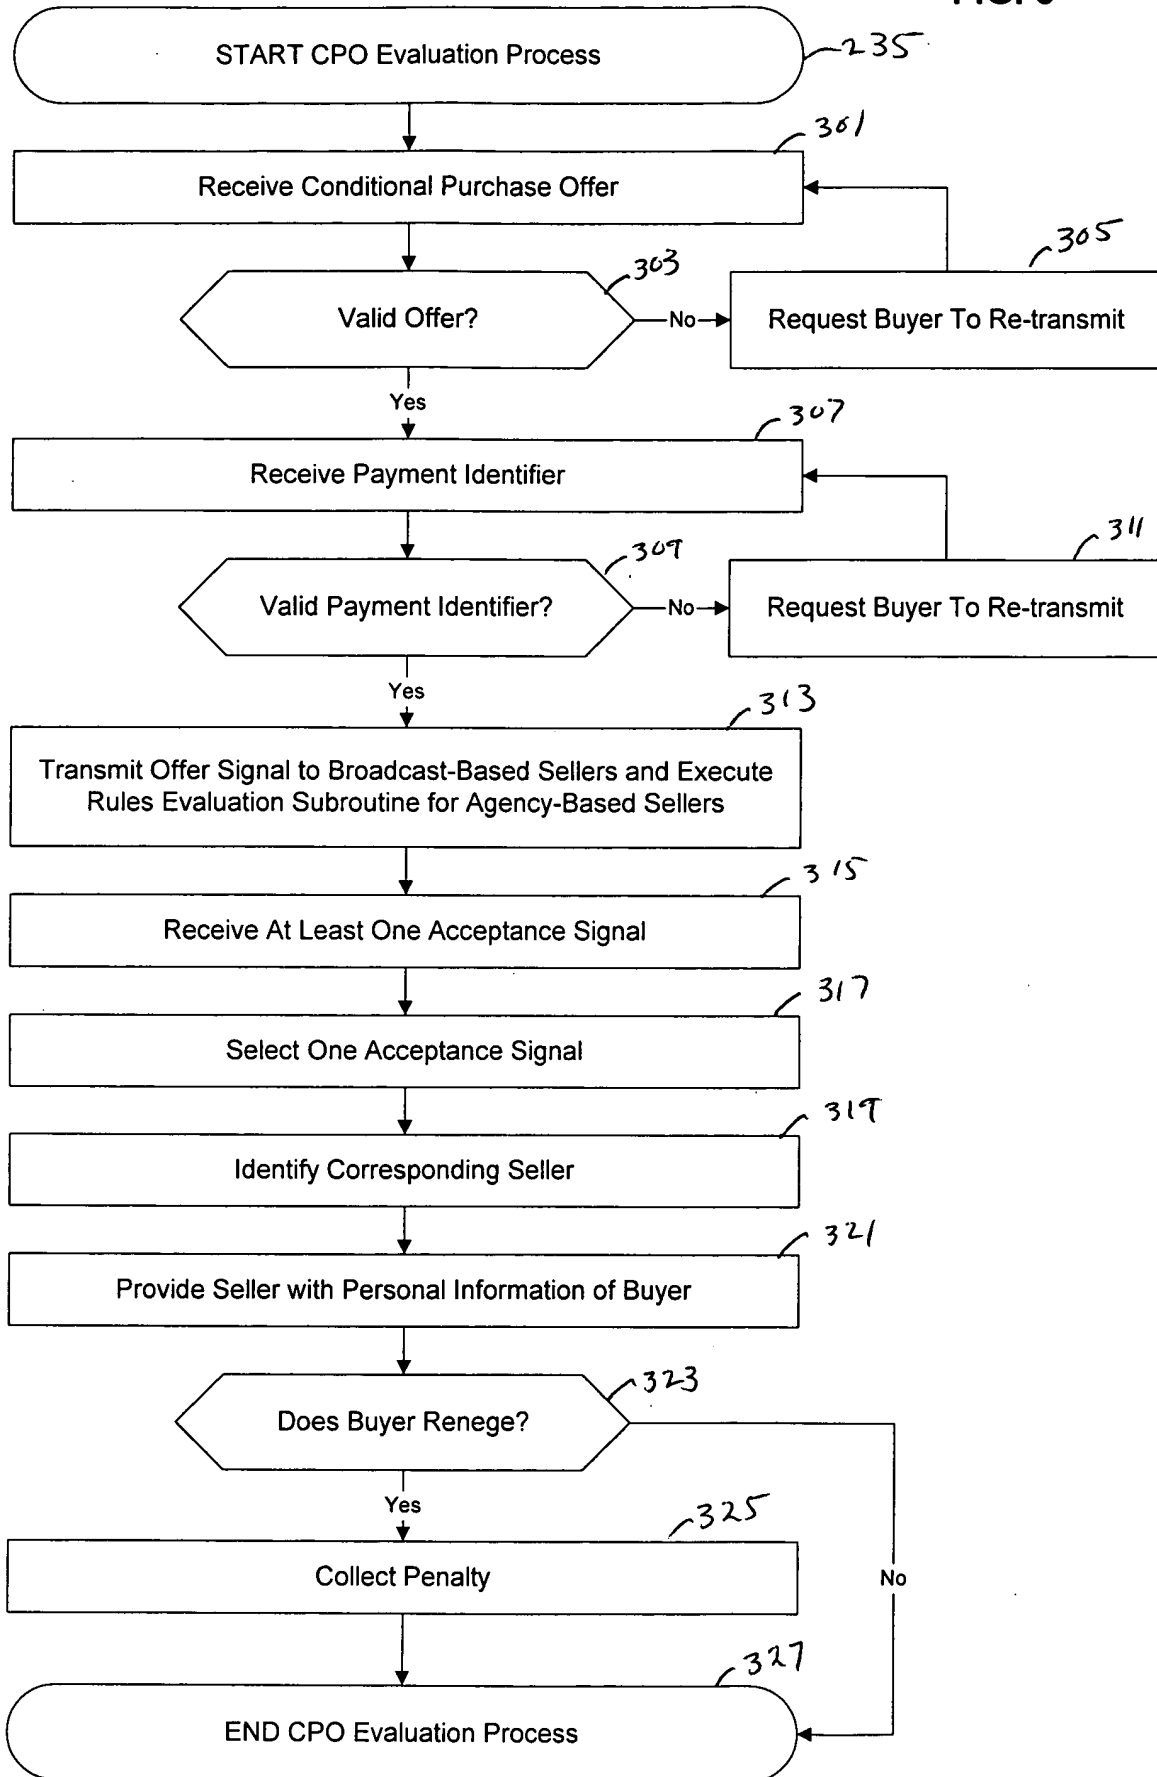 START CPO Evaluation Process
235
301
Receive Conditional Purchase Offer
303
305
Valid Offer?
No
Request Buyer To Re-transmit
Yes
307
Receive Payment Identifier
309
311
Valid Payment Identifier?
No
Request Buyer To Re-transmit
Yes
313
Transmit Offer Signal to Broadcast-Based Sellers and Execute
Rules Evaluation Subroutine for Agency-Based Sellers
315
Receive At Least One Acceptance Signal
317
Select One Acceptance Signal
319
Identify Corresponding Seller
321
Provide Seller with Personal Information of Buyer
323
Does Buyer Renege?
Yes
325
Collect Penalty
No
327
END CPO Evaluation Process